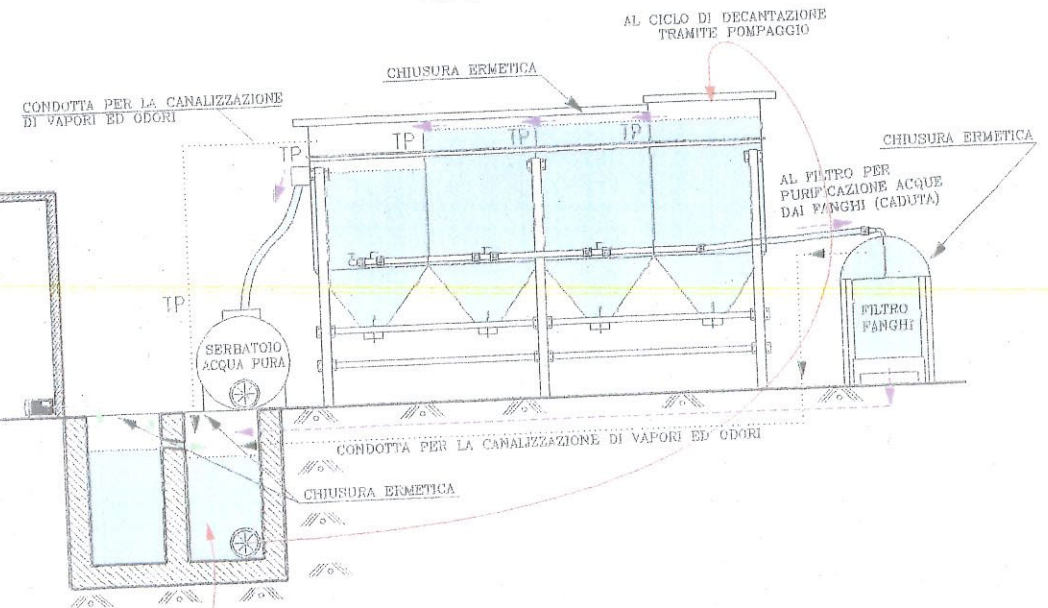 AL CICLO DI DECANTAZIONE
TRAMITE POMPAGGIO
CHIUSURA ERMETICA
CONDOTTA PER LA CANALIZZAZIONE
DI VAPORI ED ODORI
CHIUSURA ERMETICA
TP
TP
TP
TP
AL FILTRO PER
PURIFICAZIONE ACQUE
DAI FANGHI (CADUTA)
TP
FILTRO
FANGHI
SERBATOIO
ACQUA PURA
CONDOTTA PER LA CANALIZZAZIONE DI VAPORI ED ODORI
CHIUSURA ERMETICA